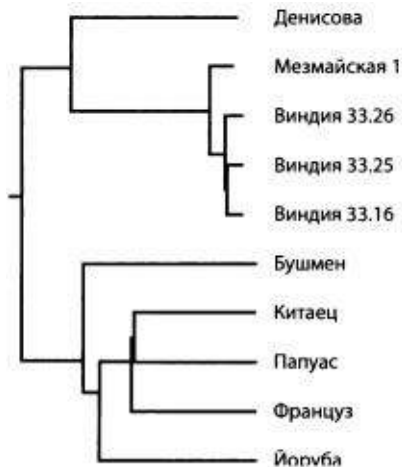 Денисова
Мезмайская 1
Виндия 33.26
Виндия 33.25
Виндия 33.16
Бушмен
Китаец
Папуас
Француз
Йоруба